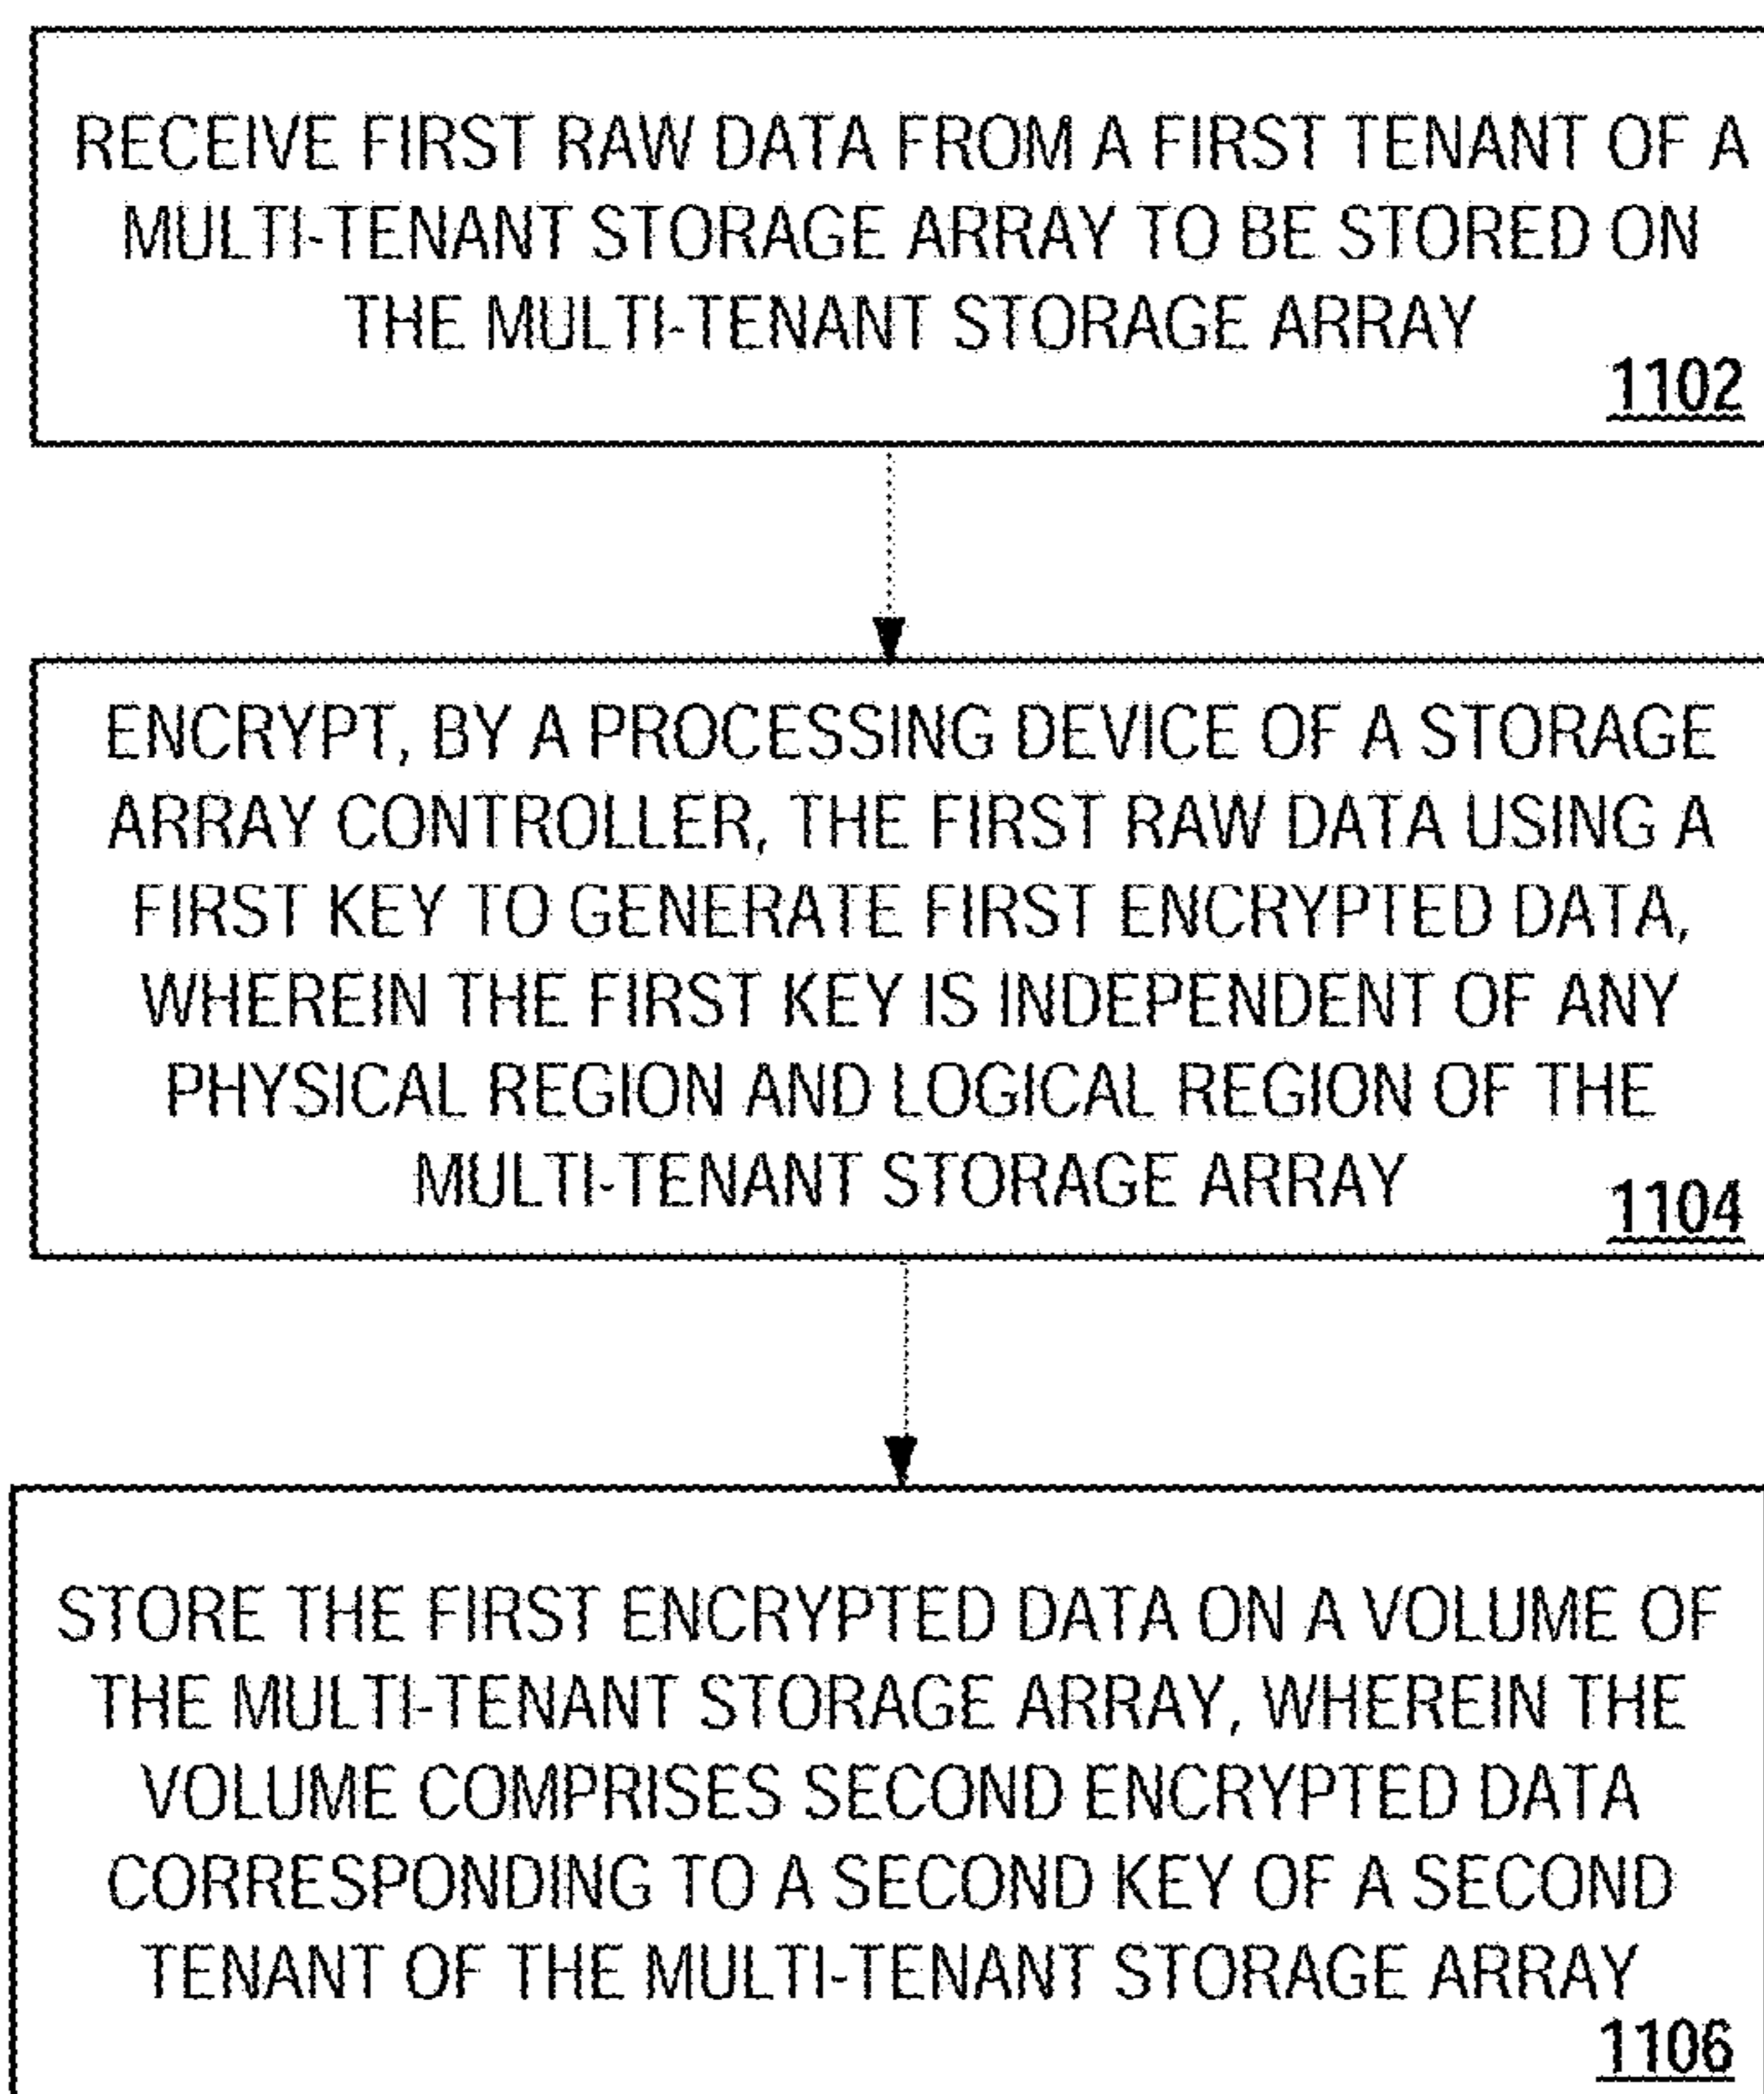 RECEIVE FIRST RAW DATA FROM A FIRST TENANT OF A
MULTI-TENANT STORAGE ARRAY TO BE STORED ON
THE MULTI-TENANT STORAGE ARRAY
1102
ENCRYPT, BY A PROCESSING DEVICE OF A STORAGE
ARRAY CONTROLLER, THE FIRST RAW DATA USING A
FIRST KEY TO GENERATE FIRST ENCRYPTED DATA,
WHEREIN THE FIRST KEY IS INDEPENDENT OF ANY
PHYSICAL REGION AND LOGICAL REGION OF THE
MULTI-TENANT STORAGE ARRAY
1104
STORE THE FIRST ENCRYPTED DATA ON A VOLUME OF
THE MULTI-TENANT STORAGE ARRAY, WHEREIN THE
VOLUME COMPRISES SECOND ENCRYPTED DATA
CORRESPONDING TO A SECOND KEY OF A SECOND
TENANT OF THE MULTI-TENANT STORAGE ARRAY
1106